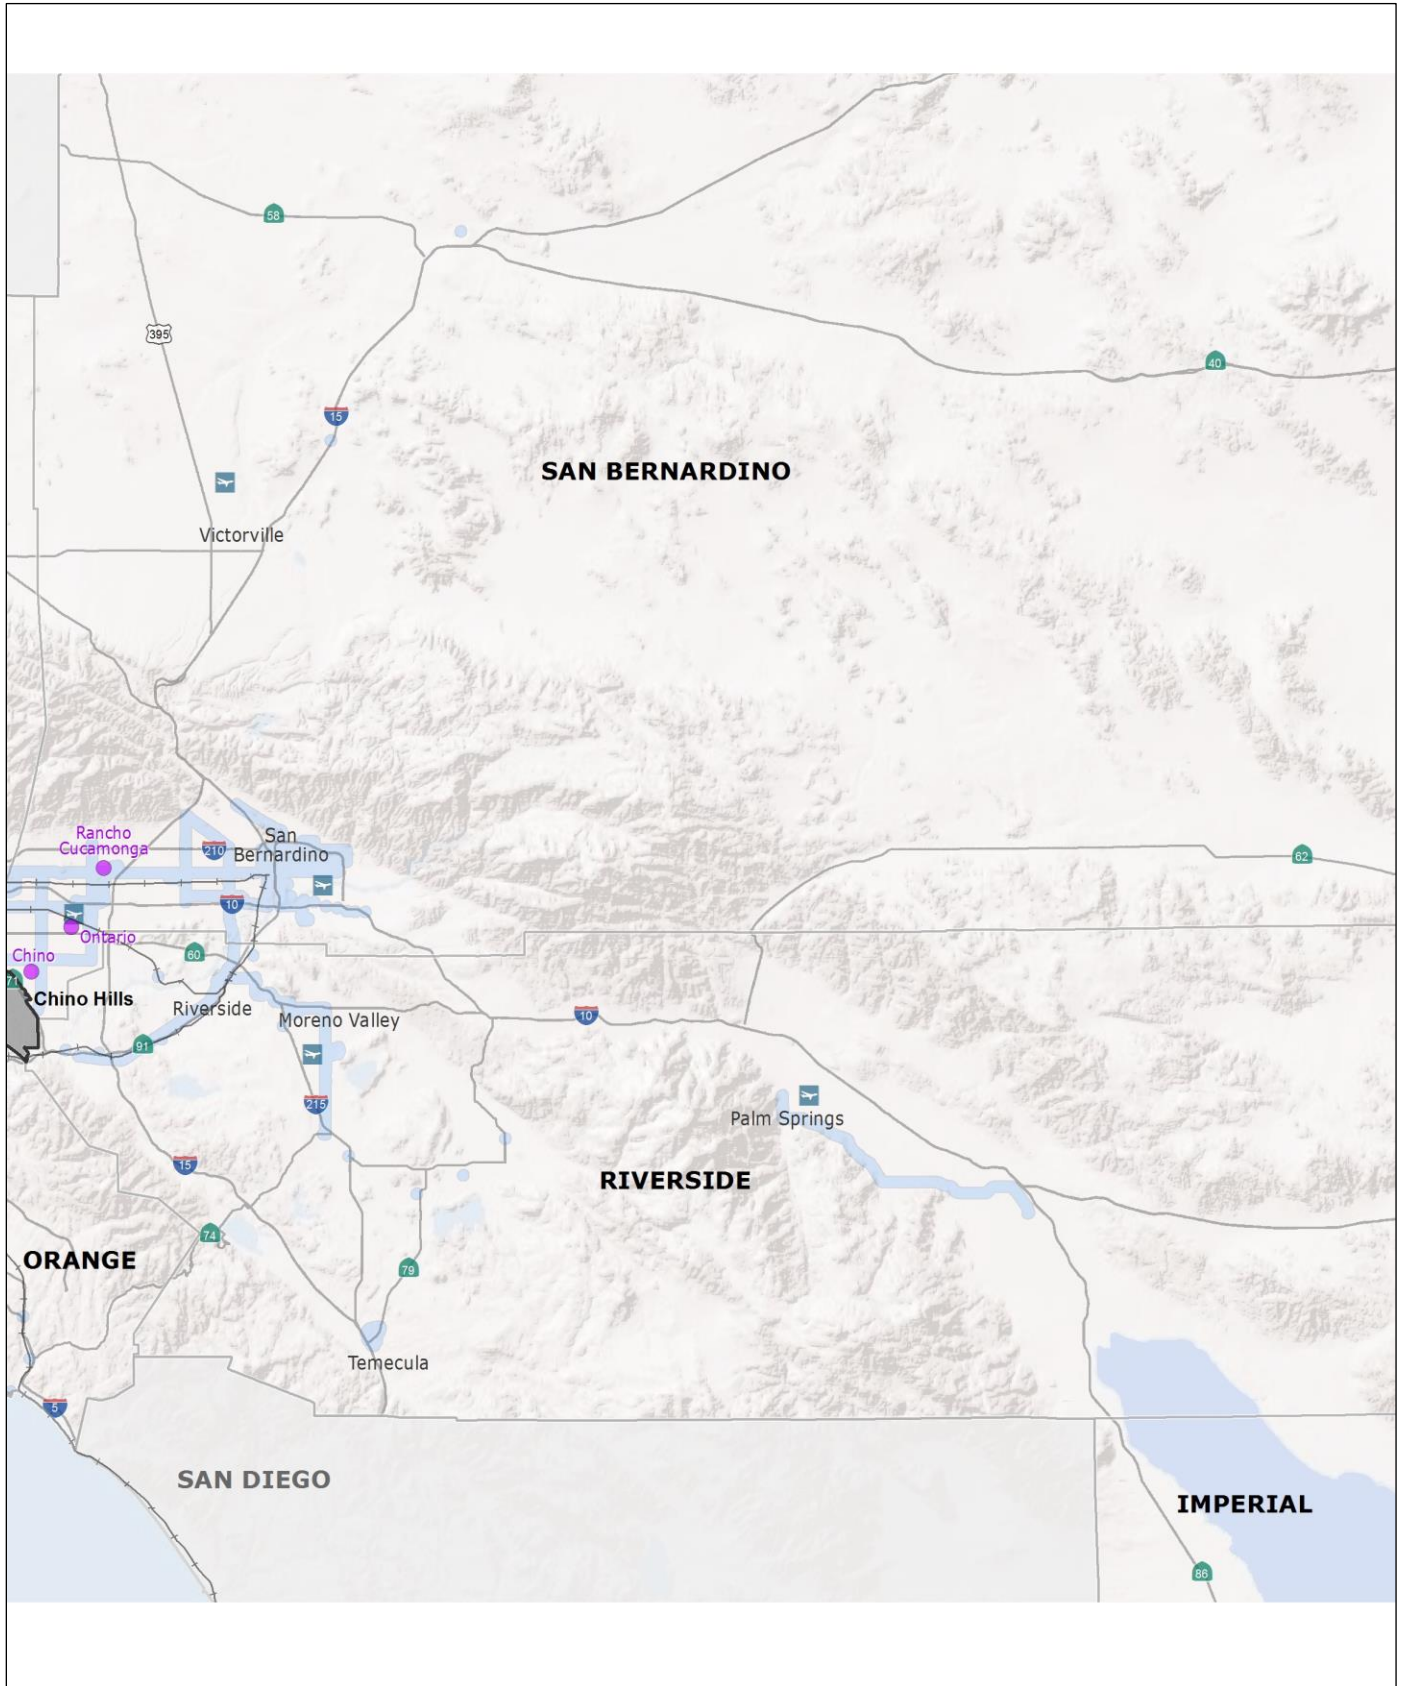 58
395
40
15
SAN BERNARDINO
Victorville
Rancho
Cucamonga
210
San
Bernardino
62
10
Ontario
60
Chino
71
Chino Hills
Riverside
Moreno Valley
10
91
215
Palm Springs
15
RIVERSIDE
74
ORANGE
79
Temecula
5
SAN DIEGO
IMPERIAL
86